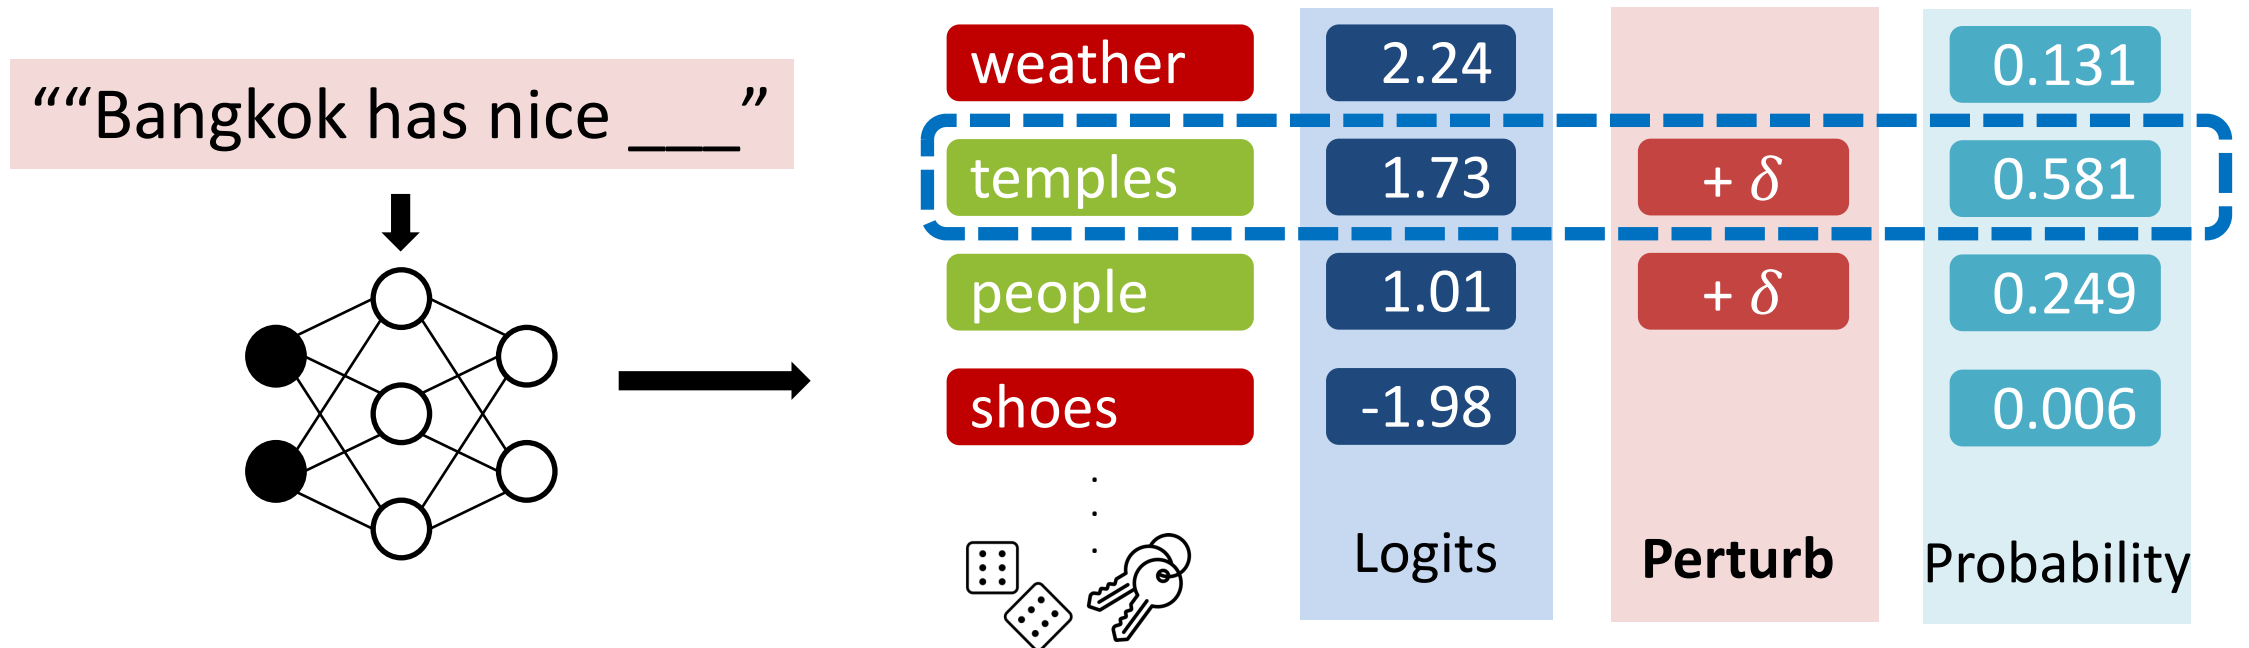 ““Bangkok has nice ___”
weather 2.24 0.131
temples 1.73 + δ 0.581
people 1.01 + δ 0.249
shoes -1.98 0.006
.
.
.
Logits Perturb Probability